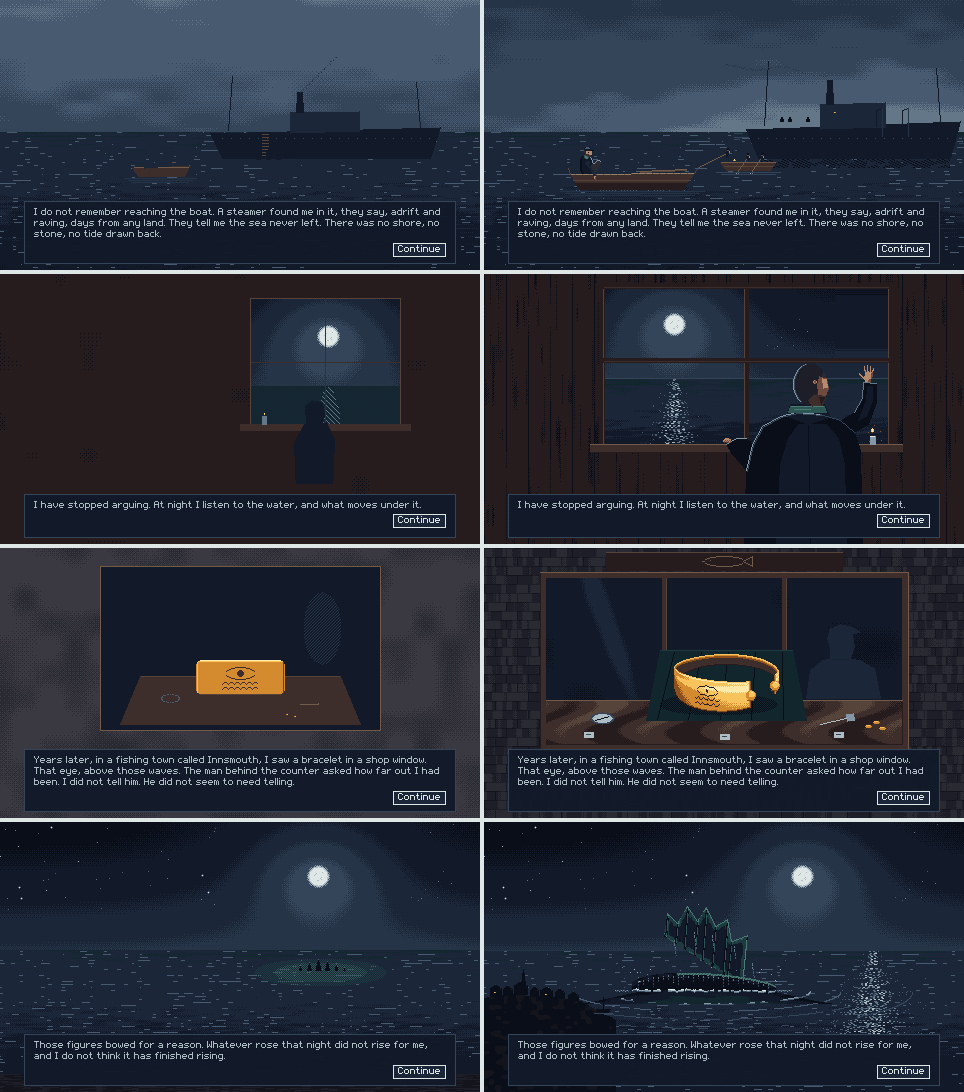 I do not remember reaching the boat. A steamer found me in it, they say, adrift and
raving, days from any land. They tell me the sea never left. There was no shore, no
stone, no tide drawn back.
Continue
I do not remember reaching the boat. A steamer found me in it, they say, adrift and
raving, days from any land. They tell me the sea never left. There was no shore, no
stone, no tide drawn back.
Continue
I have stopped arguing. At night I listen to the water, and what moves under it.
Continue
I have stopped arguing. At night I listen to the water, and what moves under it.
Continue
Years later, in a fishing town called Innsmouth, I saw a bracelet in a shop window.
That eye, above those waves. The man behind the counter asked how far out I had
been. I did not tell him. He did not seem to need telling.
Continue
Years later, in a fishing town called Innsmouth, I saw a bracelet in a shop window.
That eye, above those waves. The man behind the counter asked how far out I had
been. I did not tell him. He did not seem to need telling.
Continue
Those figures bowed for a reason. Whatever rose that night did not rise for me,
and I do not think it has finished rising.
Continue
Those figures bowed for a reason. Whatever rose that night did not rise for me,
and I do not think it has finished rising.
Continue